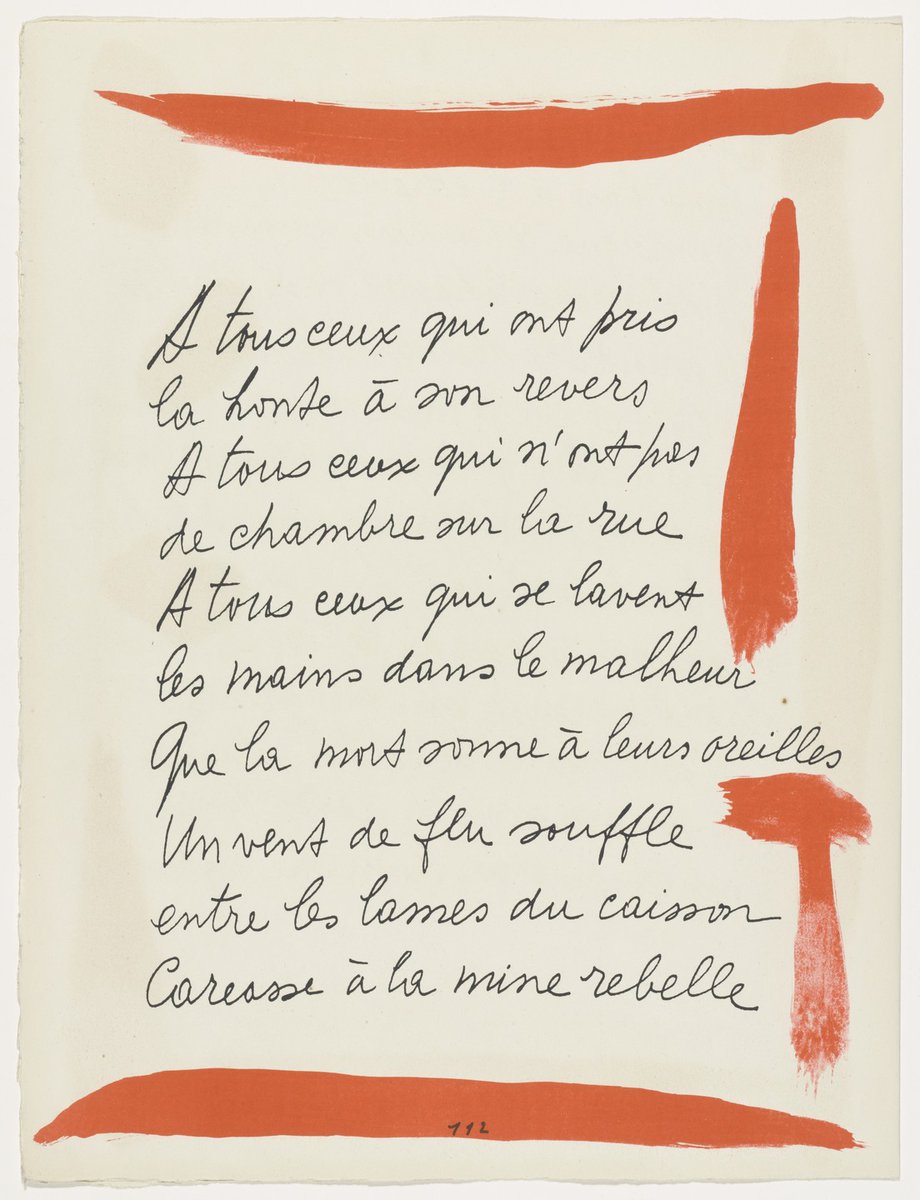 A tous ceux qui ont pris
la honte à son revers
A tous ceux qui n'ont pas
de chambre sur la rue
A tous ceux qui se lavent
les mains dans le malheur
Que la mort sonne à leurs oreilles
Un vent de feu souffle
entre les lames du caisson
Carcasse à la mine rebelle
112